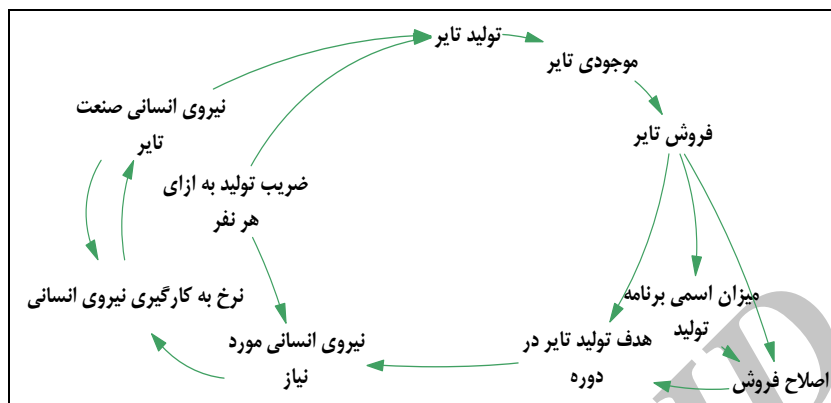 تولید تایر
موجودی تایر
نیروی انسانی صنعت
تایر
فروش تایر
ضریب تولید به ازای
هر نفر
میزان اسمی برنامه
تولید
نرخ به کارگیری نیروی انسانی
هدف تولید تایر در
دوره
نیروی انسانی مورد
نیاز
اصلاح فروش